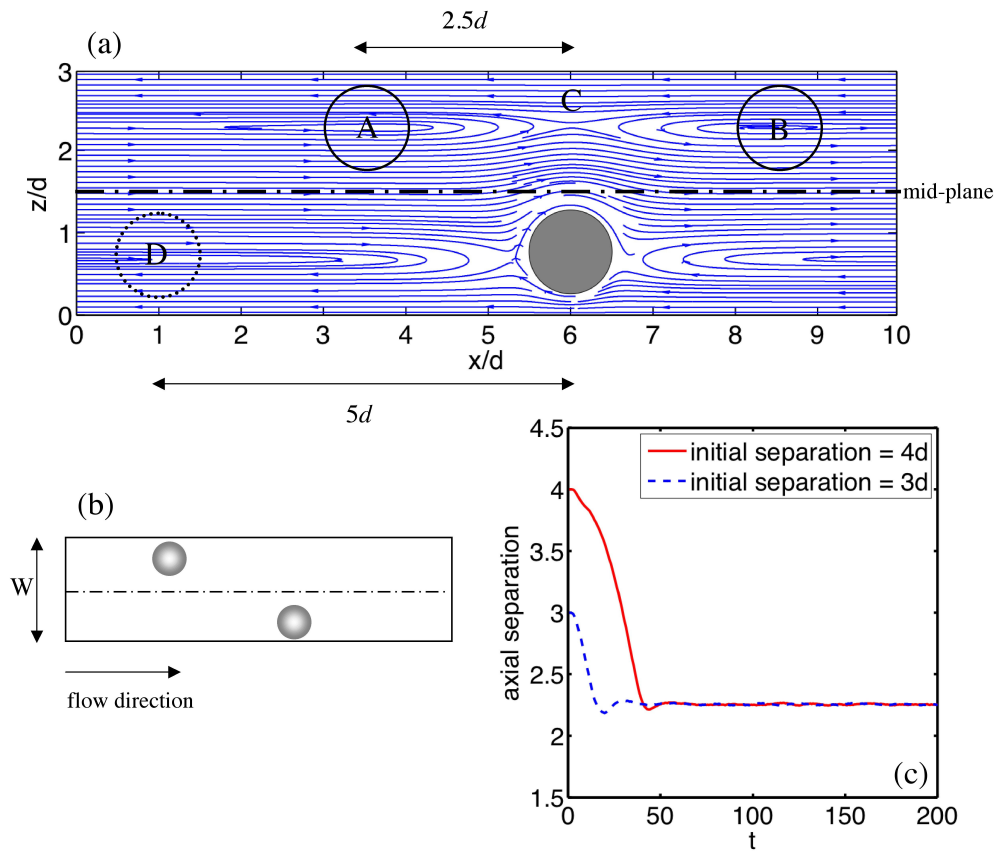 2.5d
(a)
3
2
1
0
z/d
A
C
B
D
mid-plane
0 1 2 3 4 5 6 7 8 9 10
x/d
5d
(b)
W
flow direction
4.5
4
3.5
3
2.5
2
1.5
axial separation
initial separation = 4d
initial separation = 3d
(c)
0 50 100 150 200
t